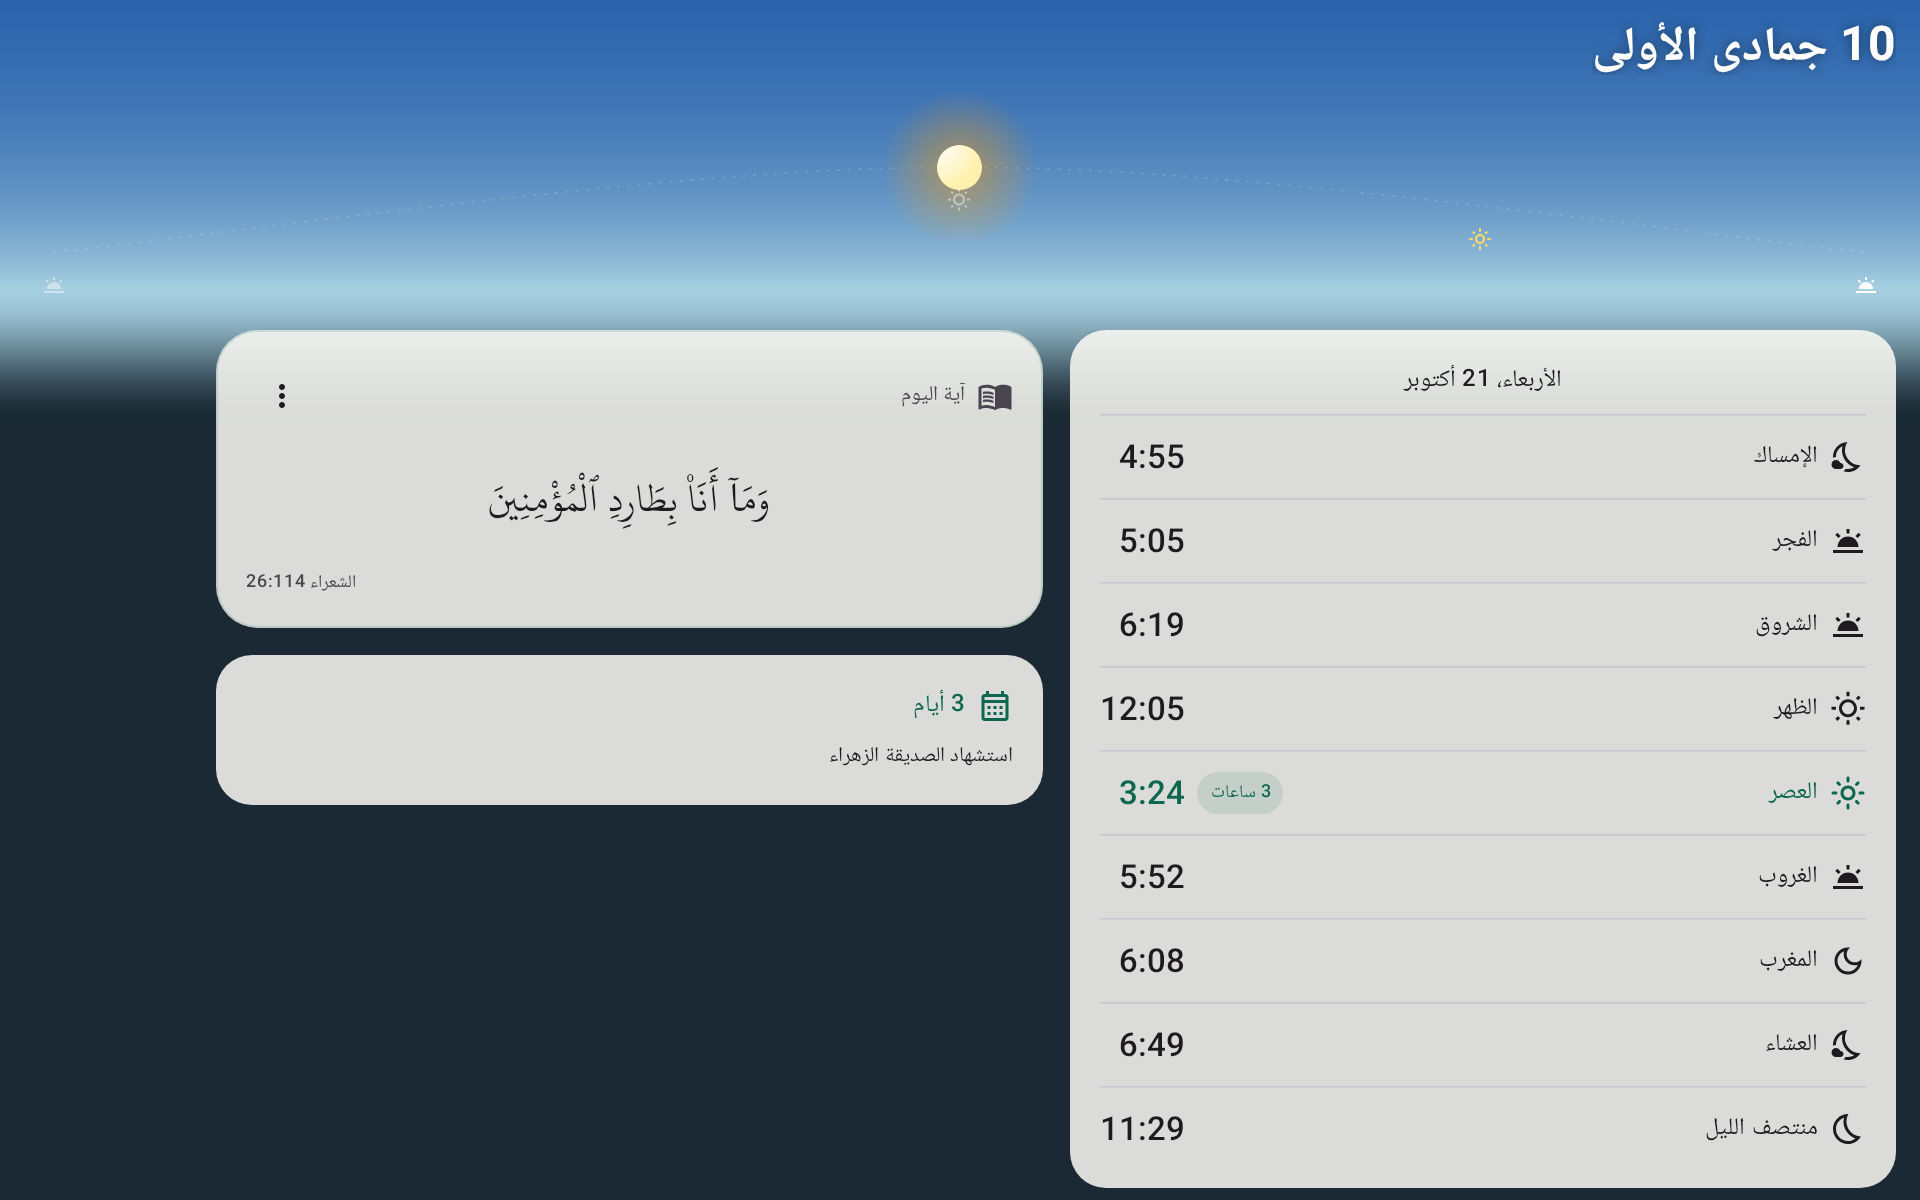 10 جمادى الأولى
الأربعاء، 21 أكتوبر
الإمساك 4:55
الفجر 5:05
الشروق 6:19
الظهر 12:05
العصر 3 ساعات 3:24
الغروب 5:52
المغرب 6:08
العشاء 6:49
منتصف الليل 11:29
آية اليوم
وَمَآ أَنَا۠ بِطَارِدِ ٱلْمُؤْمِنِينَ
الشعراء 26:114
3 أيام
استشهاد الصديقة الزهراء